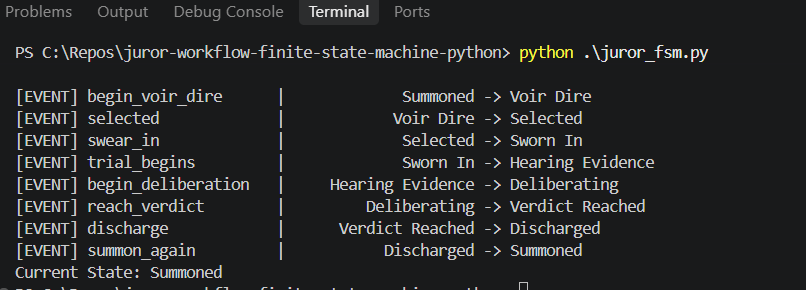 Problems Output Debug Console Terminal Ports
PS C:\Repos\juror-workflow-finite-state-machine-python> python .\juror_fsm.py
[EVENT] begin_voir_dire | Summoned -> Voir Dire
[EVENT] selected | Voir Dire -> Selected
[EVENT] swear_in | Selected -> Sworn In
[EVENT] trial_begins | Sworn In -> Hearing Evidence
[EVENT] begin_deliberation | Hearing Evidence -> Deliberating
[EVENT] reach_verdict | Deliberating -> Verdict Reached
[EVENT] discharge | Verdict Reached -> Discharged
[EVENT] summon_again | Discharged -> Summoned
Current State: Summoned